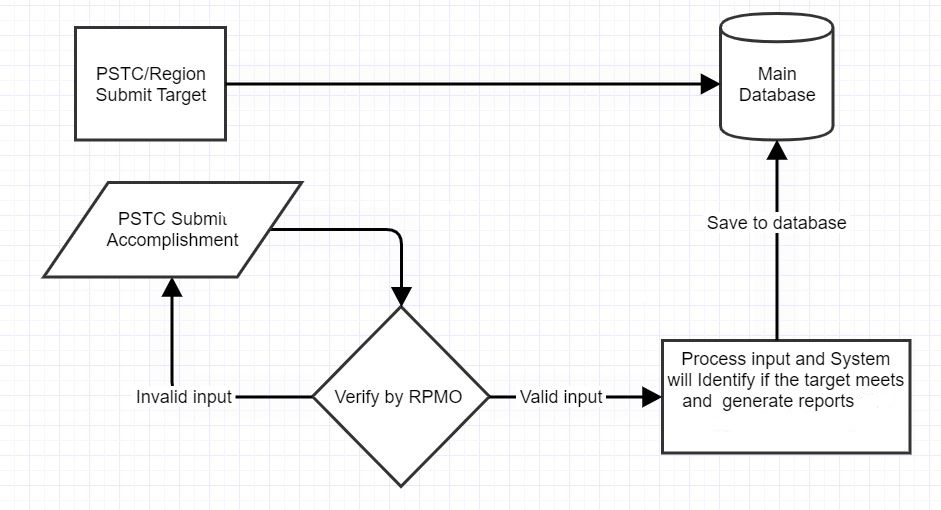 PSTC/Region
Submit Target
Main
Database
PSTC Submit
Accomplishment
Save to database
Invalid input
Verify by RPMO
Valid input
Process input and System
will Identify if the target meets
and generate reports